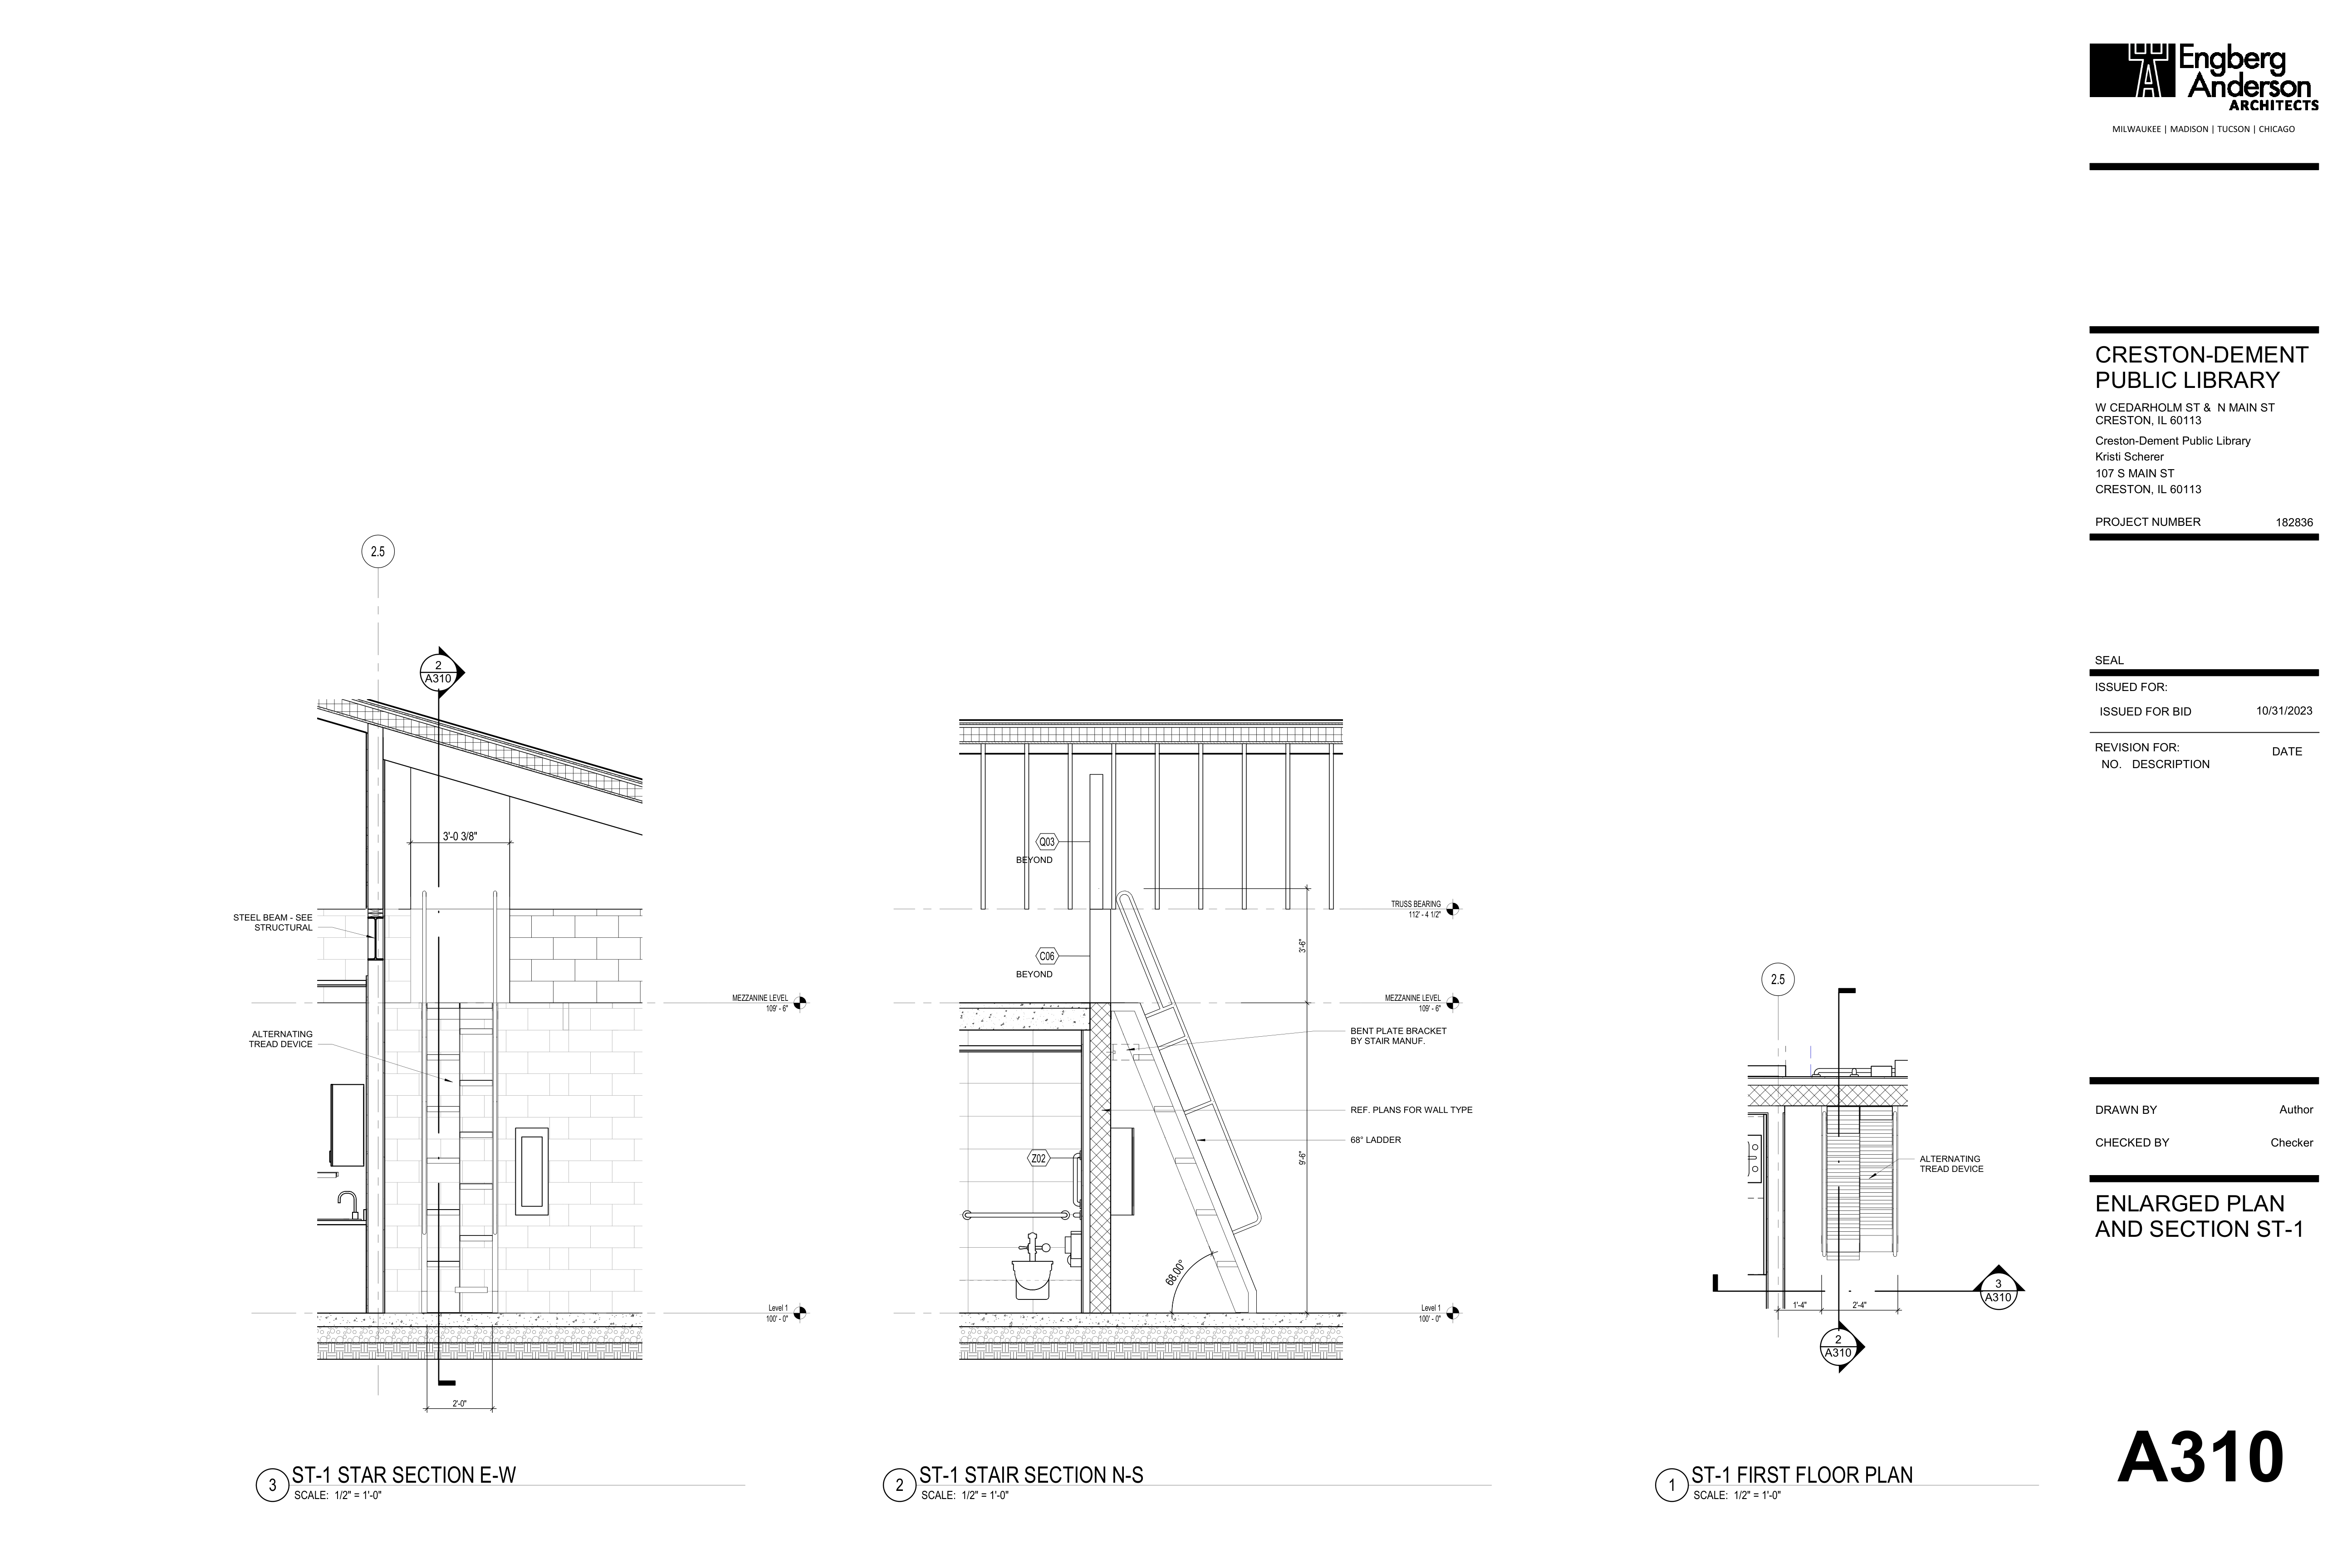 Engberg
Anderson
ARCHITECTS
MILWAUKEE | MADISON | TUCSON | CHICAGO
CRESTON-DEMENT
PUBLIC LIBRARY
W CEDARHOLM ST &  N MAIN ST
CRESTON, IL 60113
Creston-Dement Public Library
Kristi Scherer
107 S MAIN ST
CRESTON, IL 60113
PROJECT NUMBER 182836
SEAL
ISSUED FOR:
ISSUED FOR BID 10/31/2023
REVISION FOR:
DATE
NO. DESCRIPTION
DRAWN BY Author
CHECKED BY Checker
ENLARGED PLAN
AND SECTION ST-1
A310
2.5
2
A310
3'-0 3/8"
STEEL BEAM - SEE
STRUCTURAL
MEZZANINE LEVEL
109' - 6"
ALTERNATING
TREAD DEVICE
Level 1
100' - 0"
2'-0"
3
ST-1 STAR SECTION E-W
SCALE: 1/2" = 1'-0"
Q03
BEYOND
TRUSS BEARING
112' - 4 1/2"
3'-6"
C06
BEYOND
MEZZANINE LEVEL
109' - 6"
BENT PLATE BRACKET
BY STAIR MANUF.
REF. PLANS FOR WALL TYPE
68° LADDER
Z02
9'-6"
68.00°
Level 1
100' - 0"
2
ST-1 STAIR SECTION N-S
SCALE: 1/2" = 1'-0"
2.5
ALTERNATING
TREAD DEVICE
3
A310
1'-4"
2'-4"
2
A310
1
ST-1 FIRST FLOOR PLAN
SCALE: 1/2" = 1'-0"